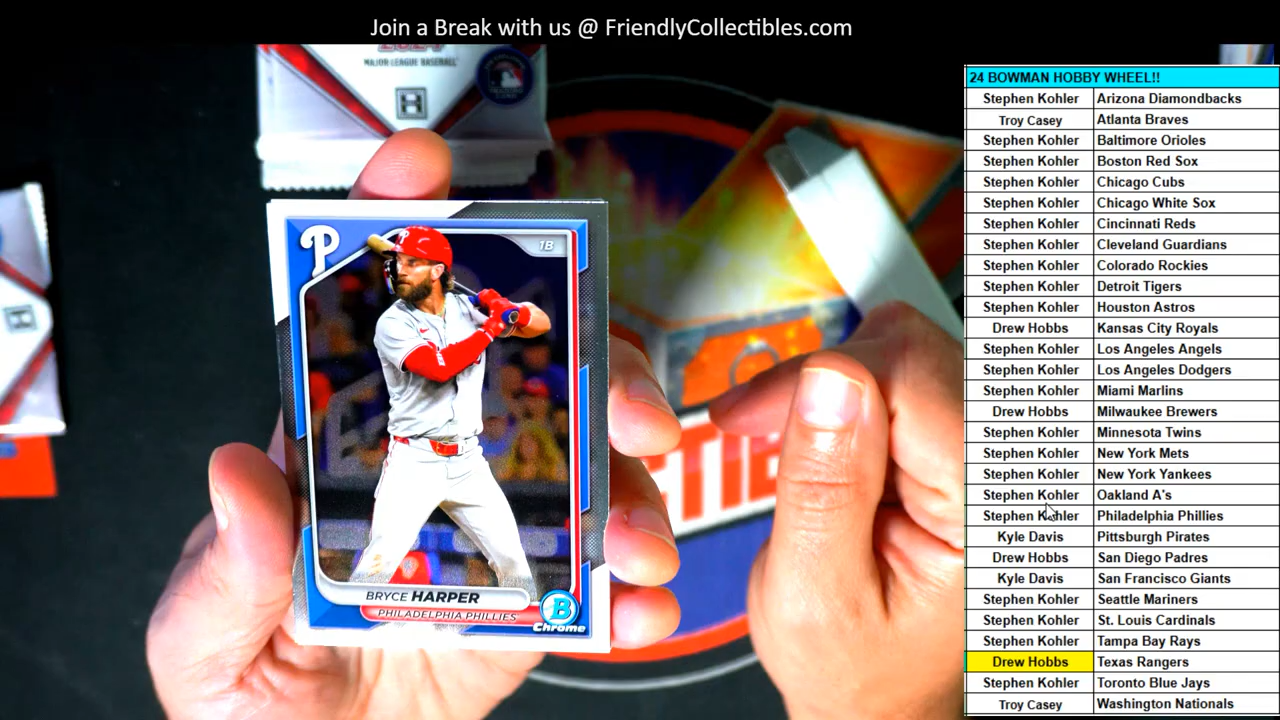 Join a Break with us @ FriendlyCollectibles.com
2024
MAJOR LEAGUE BASEBALL
H
H
P
1B
BRYCE HARPER
PHILADELPHIA PHILLIES
B
Chrome
CTIB
24 BOWMAN HOBBY WHEEL!!
Stephen Kohler Arizona Diamondbacks
Troy Casey Atlanta Braves
Stephen Kohler Baltimore Orioles
Stephen Kohler Boston Red Sox
Stephen Kohler Chicago Cubs
Stephen Kohler Chicago White Sox
Stephen Kohler Cincinnati Reds
Stephen Kohler Cleveland Guardians
Stephen Kohler Colorado Rockies
Stephen Kohler Detroit Tigers
Stephen Kohler Houston Astros
Drew Hobbs Kansas City Royals
Stephen Kohler Los Angeles Angels
Stephen Kohler Los Angeles Dodgers
Stephen Kohler Miami Marlins
Drew Hobbs Milwaukee Brewers
Stephen Kohler Minnesota Twins
Stephen Kohler New York Mets
Stephen Kohler New York Yankees
Stephen Kohler Oakland A's
Stephen Kohler Philadelphia Phillies
Kyle Davis Pittsburgh Pirates
Drew Hobbs San Diego Padres
Kyle Davis San Francisco Giants
Stephen Kohler Seattle Mariners
Stephen Kohler St. Louis Cardinals
Stephen Kohler Tampa Bay Rays
Drew Hobbs Texas Rangers
Stephen Kohler Toronto Blue Jays
Troy Casey Washington Nationals